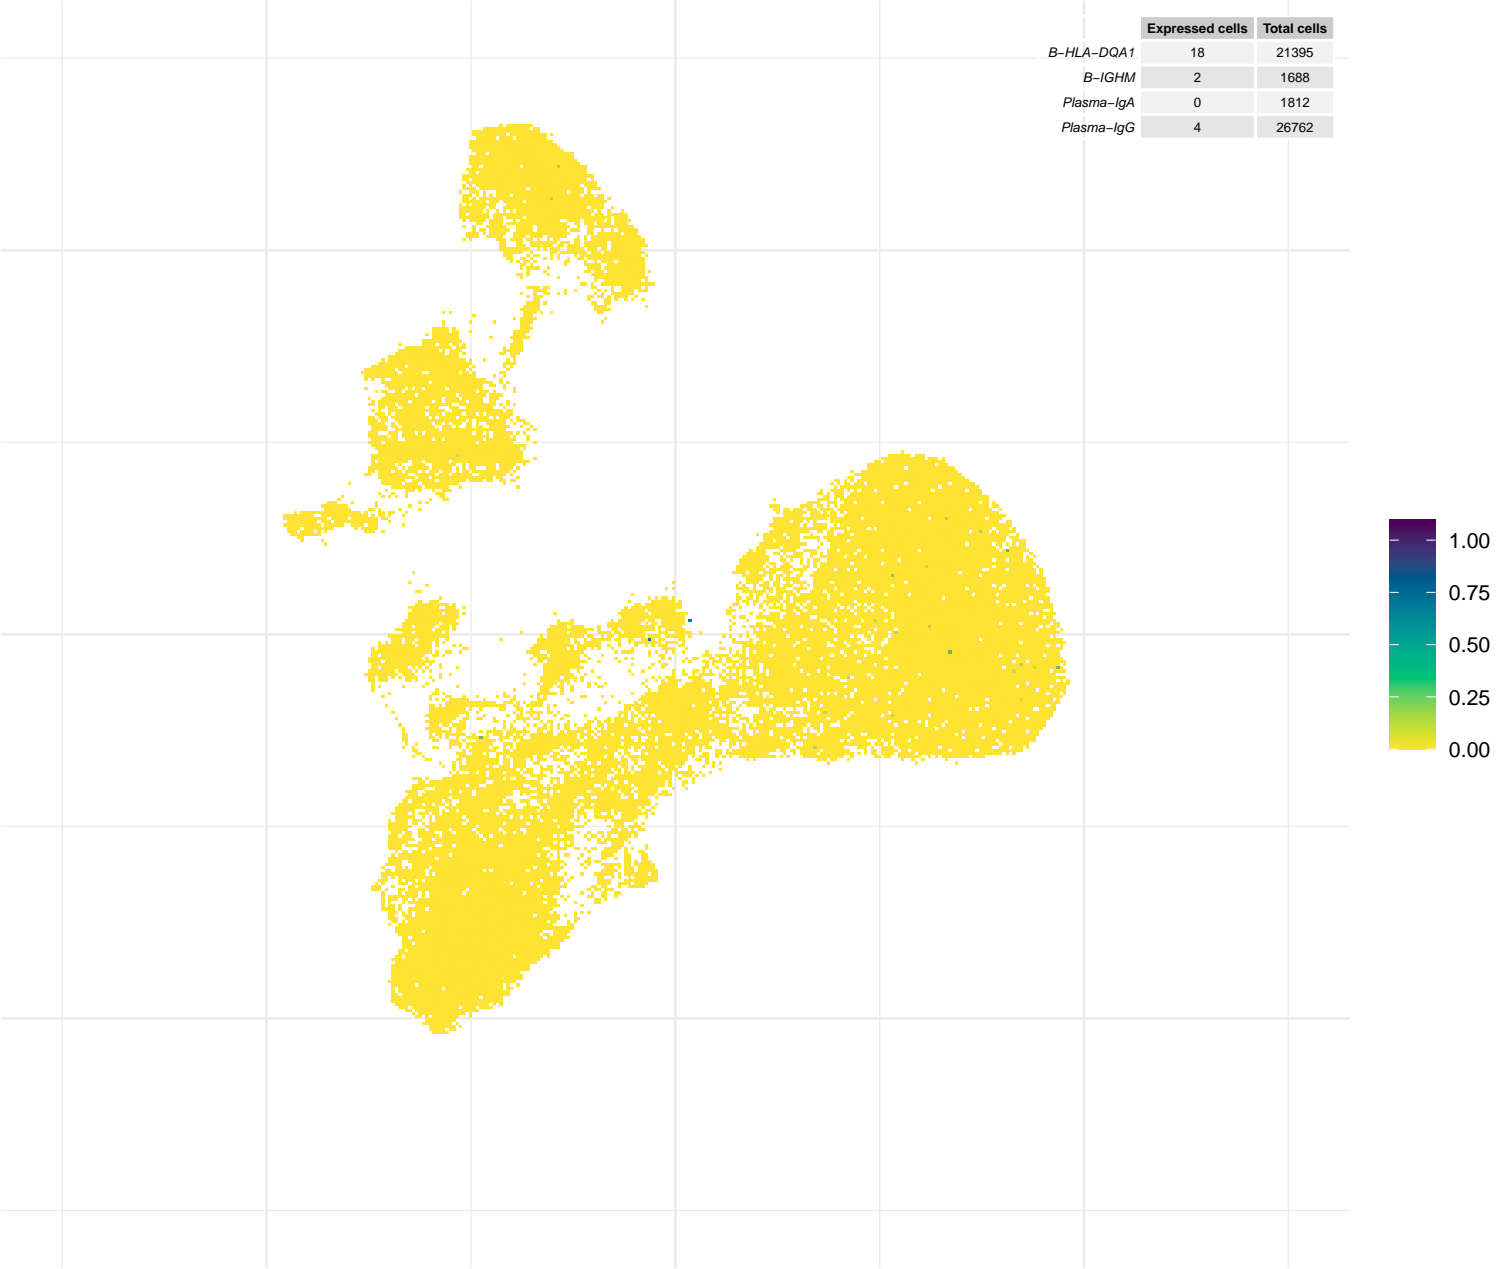 Expressed cells Total cells
B−HLA−DQA1 18 21395
B−IGHM 2 1688
Plasma−IgA 0 1812
Plasma−IgG 4 26762
1.00
0.75
0.50
0.25
0.00